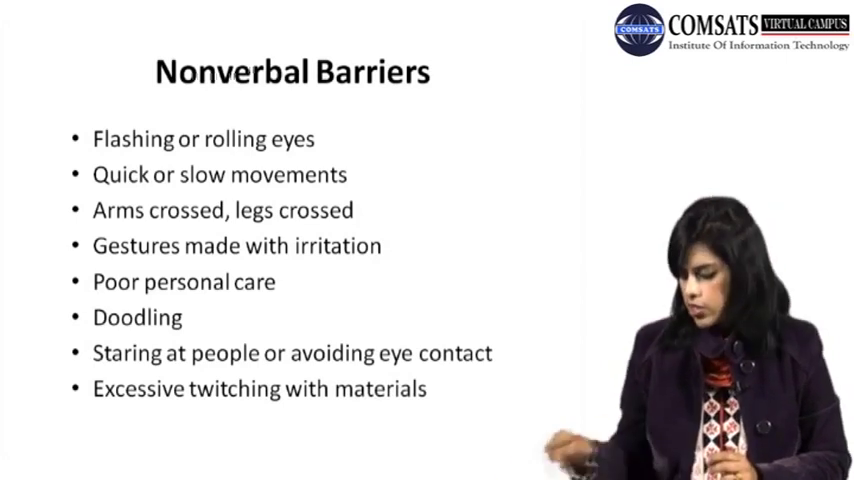 COMSATS VIRTUAL CAMPUS
COMSATS
Institute Of Information Technology
Nonverbal Barriers
• Flashing or rolling eyes
• Quick or slow movements
• Arms crossed, legs crossed
• Gestures made with irritation
• Poor personal care
• Doodling
• Staring at people or avoiding eye contact
• Excessive twitching with materials